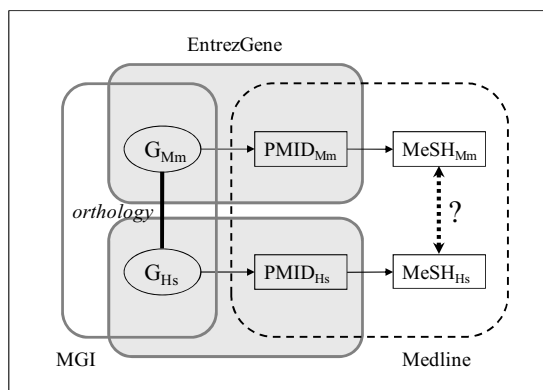 EntrezGene
G_Mm PMID_Mm MeSH_Mm
orthology ?
G_Hs PMID_Hs MeSH_Hs
MGI Medline